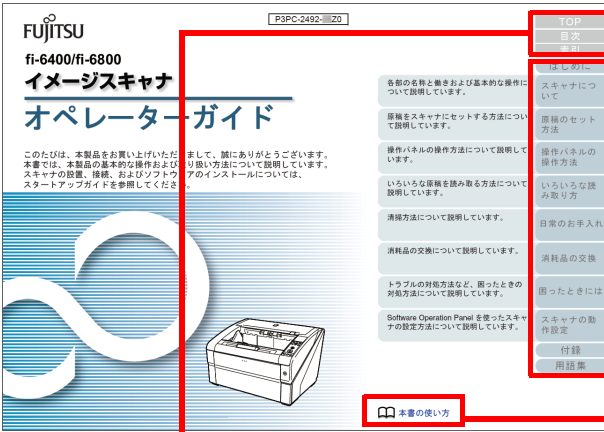 FUJITSU
P3PC-2492- Z0
fi-6400/fi-6800
イメージスキャナ
オペレーターガイド
このたびは、本製品をお買い上げいただ まして、誠にありがとうございます。
本書では、本製品の基本的な操作および り扱い方法について説明しています。
スキャナの設置、接続、およびソフトウ アのインストールについては、
スタートアップガイドを参照してくださ 。
TOP
目次
索引
はじめに
各部の名称と働きおよび基本的な操作に
ついて説明しています。
スキャナにつ
いて
原稿をスキャナにセットする方法につい
て説明しています。
原稿のセット
方法
操作パネルの操作方法について説明して
います。
操作パネルの
操作方法
いろいろな原稿を読み取る方法について
説明しています。
いろいろな読
み取り方
清掃方法について説明しています。
日常のお手入れ
消耗品の交換について説明しています。
消耗品の交換
トラブルの対処方法など、困ったときの
対処方法について説明しています。
困ったときには
Software Operation Panel を使ったスキャ
ナの設定方法について説明しています。
スキャナの動
作設定
付録
用語集
本書の使い方